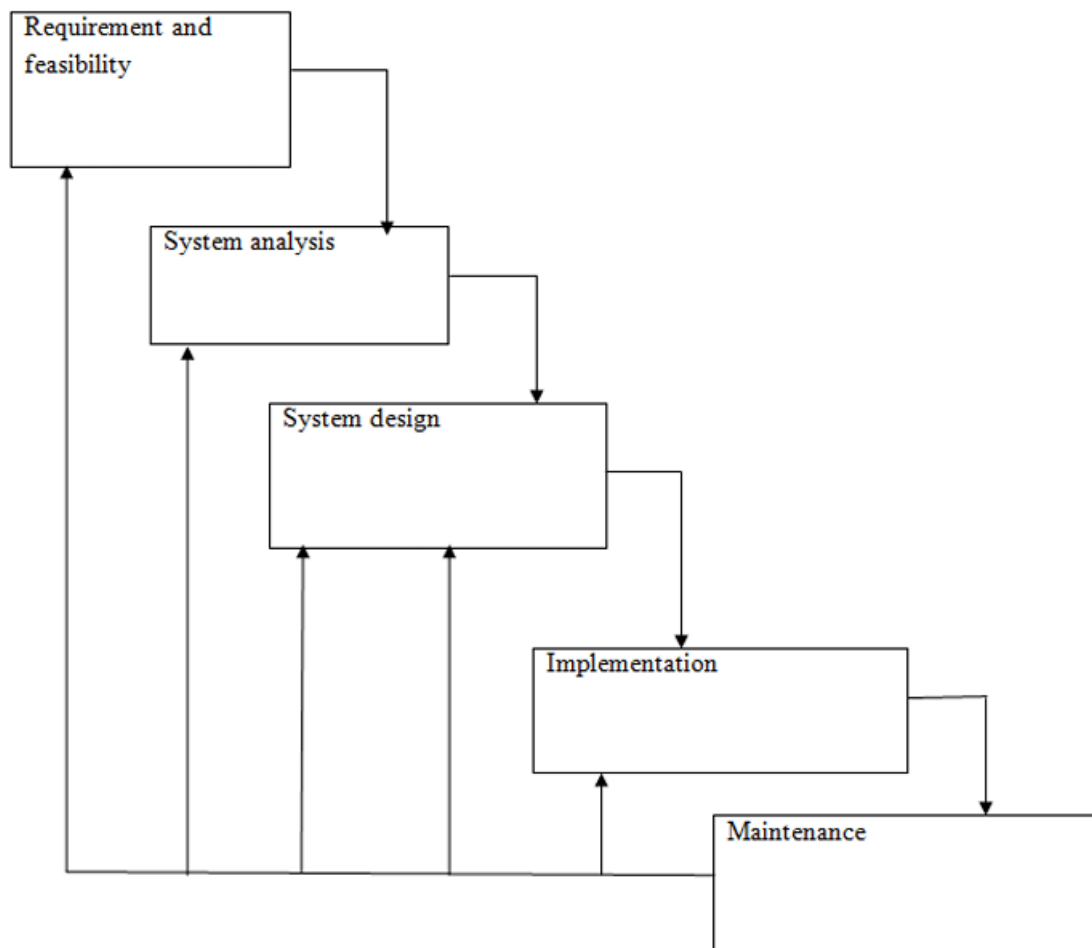 Requirement and
feasibility
System analysis
System design
Implementation
Maintenance